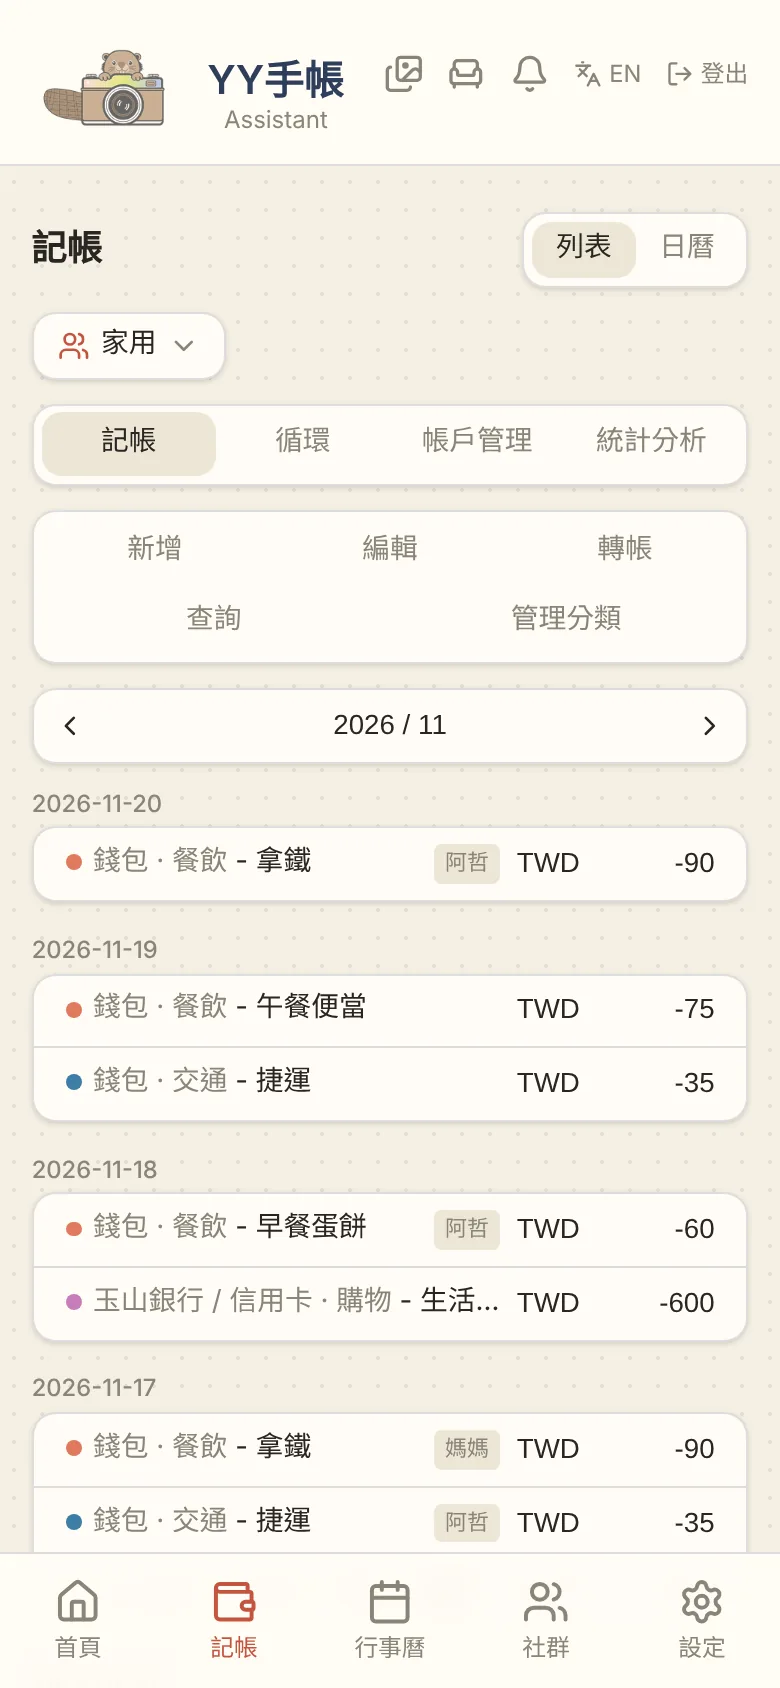 YY手帳
Assistant
EN 登出
記帳 列表 日曆
家用
記帳 循環 帳戶管理 統計分析
新增 編輯 轉帳
查詢 管理分類
2026 / 11
2026-11-20
錢包 · 餐飲 - 拿鐵 阿哲 TWD -90
2026-11-19
錢包 · 餐飲 - 午餐便當 TWD -75
錢包 · 交通 - 捷運 TWD -35
2026-11-18
錢包 · 餐飲 - 早餐蛋餅 阿哲 TWD -60
玉山銀行 / 信用卡 · 購物 - 生活... TWD -600
2026-11-17
錢包 · 餐飲 - 拿鐵 媽媽 TWD -90
錢包 · 交通 - 捷運 阿哲 TWD -35
首頁 記帳 行事曆 社群 設定